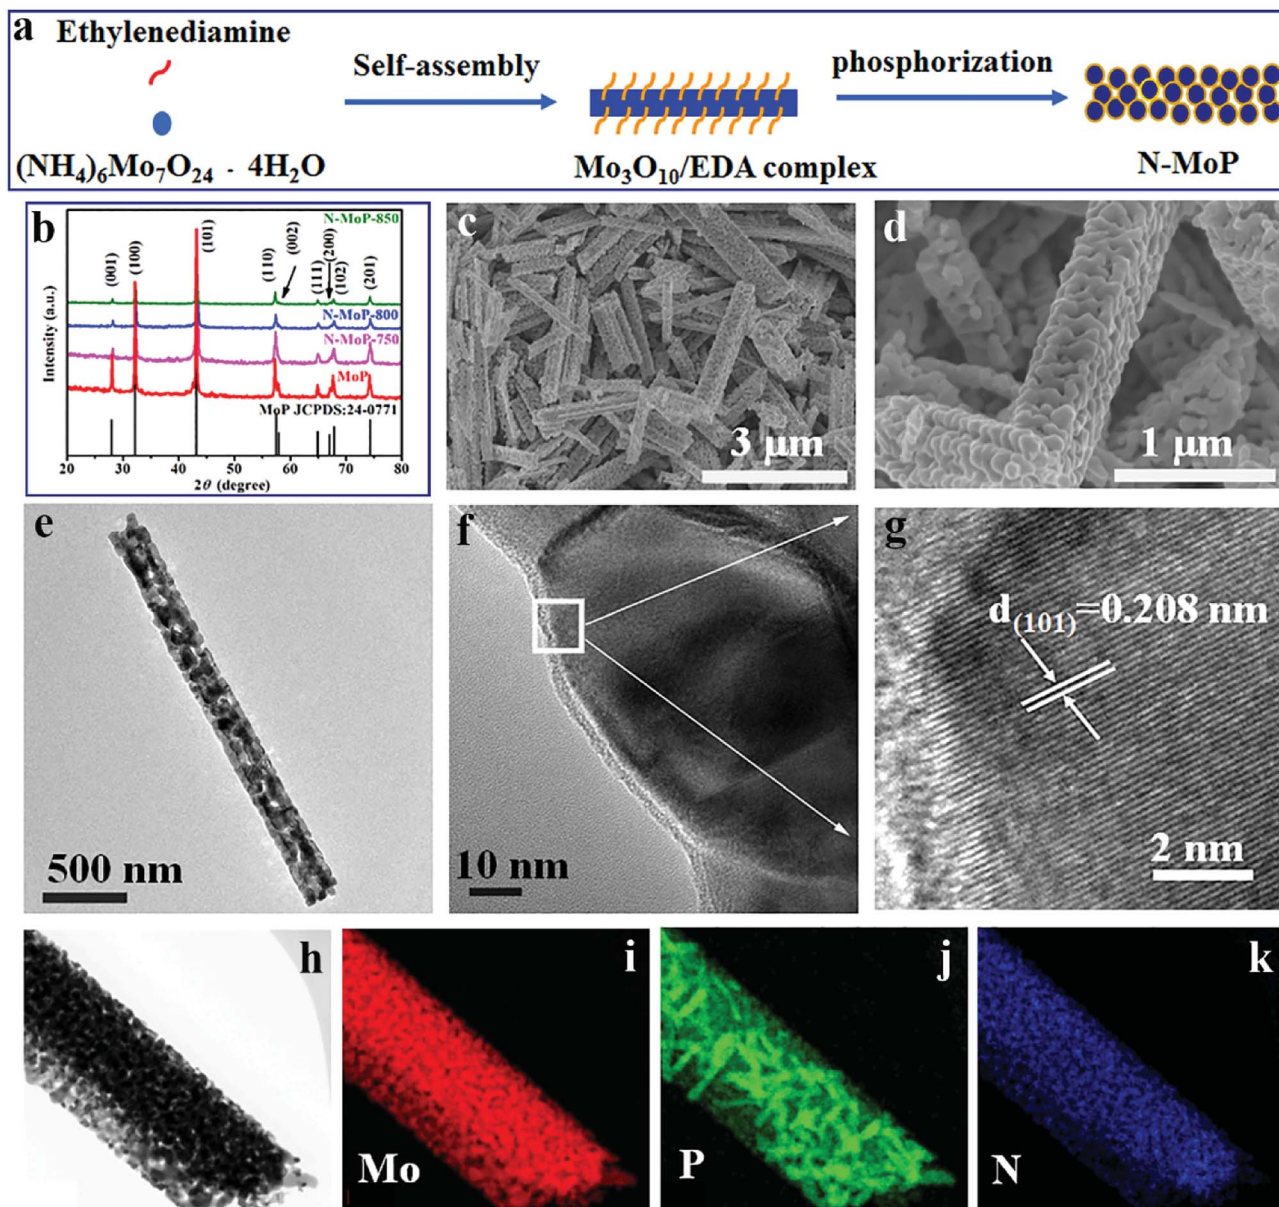 a
Ethylenediamine
Self-assembly
phosphorization
(NH₄)₆Mo₇O₂₄ · 4H₂O
Mo₃O₁₀/EDA complex
N-MoP
b
N-MoP-850
(001)
(100)
(101)
(110)
(002)
(111)
(200)
(102)
(201)
N-MoP-800
N-MoP-750
MoP
MoP JCPDS:24-0771
Intensity (a.u.)
20 30 40 50 60 70 80
2θ (degree)
c
3 μm
d
1 μm
e
500 nm
f
10 nm
g
d(101)=0.208 nm
2 nm
h
i
Mo
j
P
k
N